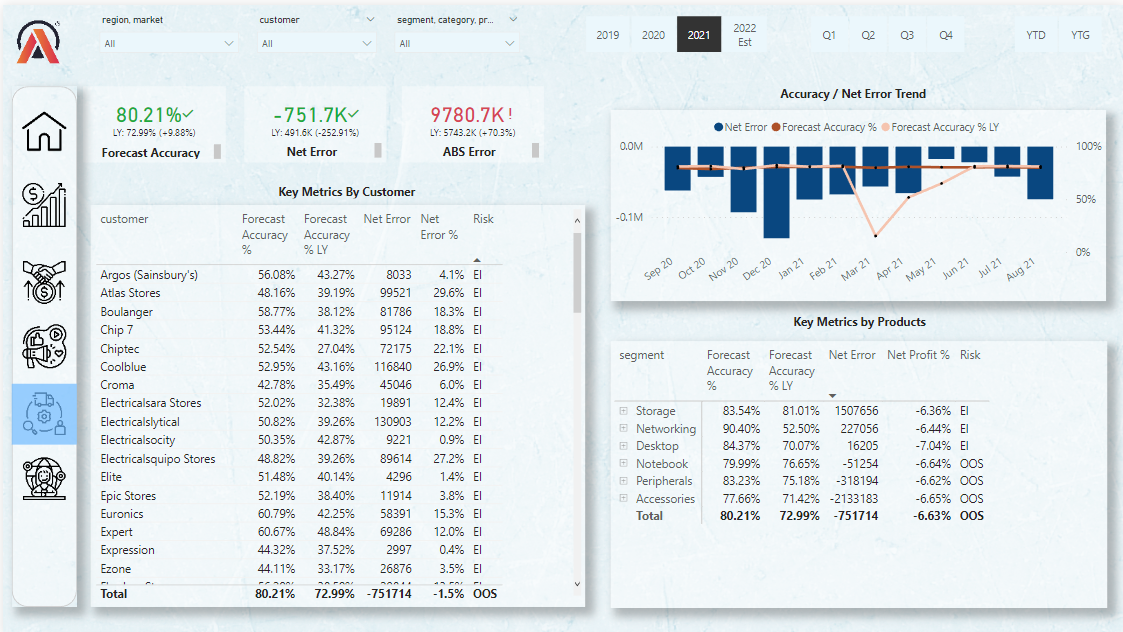 region, market
customer
segment, category, pr...
All
All
All
2019
2020
2021
2022
Est
Q1
Q2
Q3
Q4
YTD
YTG
80.21%
LY: 72.99% (+9.88%)
Forecast Accuracy
-751.7K
LY: 491.6K (-252.91%)
Net Error
9780.7K!
LY: 5743.2K (+70.3%)
ABS Error
Accuracy / Net Error Trend
Net Error Forecast Accuracy % Forecast Accuracy % LY
0.0M
-0.1M
100%
50%
0%
Sep 20 Oct 20 Nov 20 Dec 20 Jan 21 Feb 21 Mar 21 Apr 21 May 21 Jun 21 Jul 21 Aug 21
Key Metrics By Customer
customer Forecast Accuracy % Forecast Accuracy % LY Net Error Net Error % Risk
Argos (Sainsbury's) 56.08% 43.27% 8033 4.1% EI
Atlas Stores 48.16% 39.19% 99521 29.6% EI
Boulanger 58.77% 38.12% 81786 18.3% EI
Chip 7 53.44% 41.32% 95124 18.8% EI
Chiptec 52.54% 27.04% 72175 22.1% EI
Coolblue 52.95% 43.16% 116840 26.9% EI
Croma 42.78% 35.49% 45046 6.0% EI
Electricalsara Stores 52.02% 32.38% 19891 12.4% EI
Electricalslytical 50.82% 39.26% 130903 12.2% EI
Electricalsocity 50.35% 42.87% 9221 0.9% EI
Electricalsquipo Stores 48.82% 39.26% 89614 27.2% EI
Elite 51.48% 40.14% 4296 1.4% EI
Epic Stores 52.19% 38.40% 11914 3.8% EI
Euronics 60.79% 42.25% 58391 15.3% EI
Expert 60.67% 48.84% 69286 12.0% EI
Expression 44.32% 37.52% 2997 0.4% EI
Ezone 44.11% 33.17% 26876 3.5% EI
Total 80.21% 72.99% -751714 -1.5% OOS
Key Metrics by Products
segment Forecast Accuracy % Forecast Accuracy % LY Net Error Net Profit % Risk
Storage 83.54% 81.01% 1507656 -6.36% EI
Networking 90.40% 52.50% 227056 -6.44% EI
Desktop 84.37% 70.07% 16205 -7.04% EI
Notebook 79.99% 76.65% -51254 -6.64% OOS
Peripherals 83.23% 75.18% -318194 -6.62% OOS
Accessories 77.66% 71.42% -2133183 -6.65% OOS
Total 80.21% 72.99% -751714 -6.63% OOS